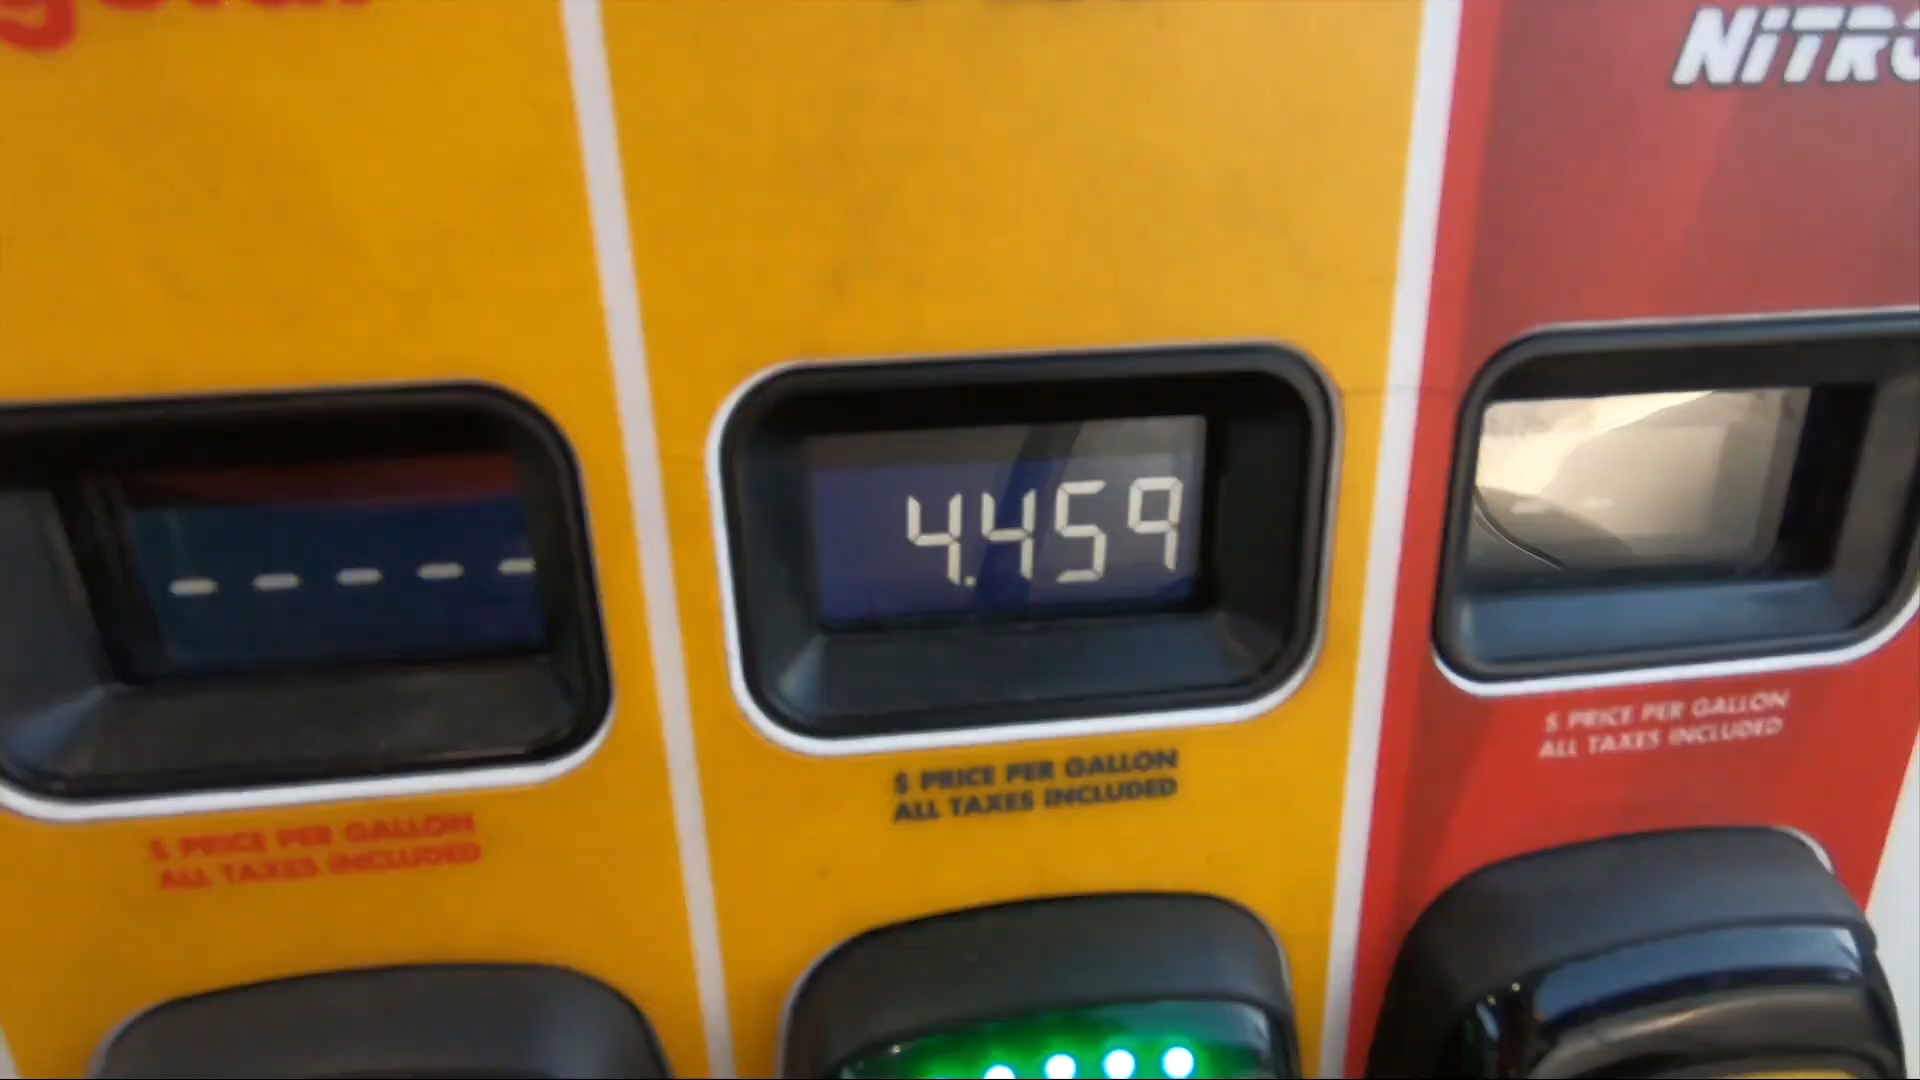 NiTRO
- - - - -
4.459
$ PRICE PER GALLON
ALL TAXES INCLUDED
$ PRICE PER GALLON
ALL TAXES INCLUDED
$ PRICE PER GALLON
ALL TAXES INCLUDED